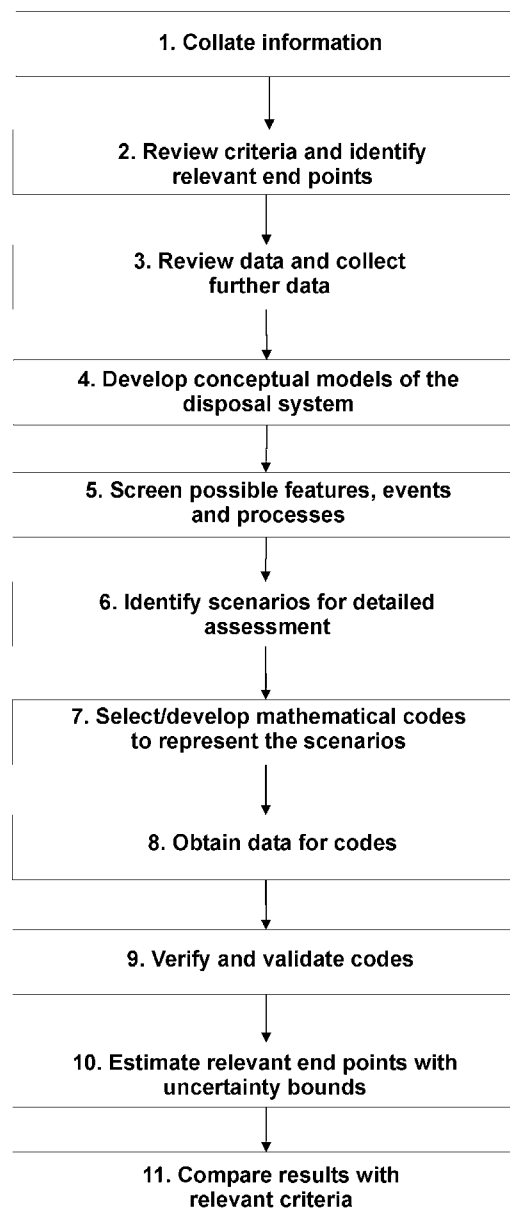 1. Collate information
2. Review criteria and identify
relevant end points
3. Review data and collect
further data
4. Develop conceptual models of the
disposal system
5. Screen possible features, events
and processes
6. Identify scenarios for detailed
assessment
7. Select/develop mathematical codes
to represent the scenarios
8. Obtain data for codes
9. Verify and validate codes
10. Estimate relevant end points with
uncertainty bounds
11. Compare results with
relevant criteria